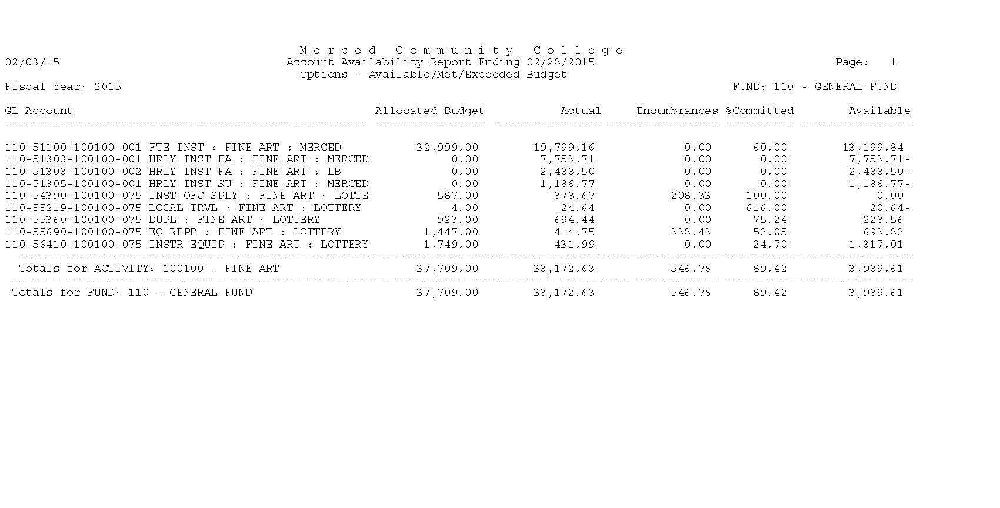 M e r c e d   C o m m u n i t y   C o l l e g e
02/03/15   Account Availability Report Ending 02/28/2015   Page:   1
Options - Available/Met/Exceeded Budget
Fiscal Year: 2015   FUND: 110 - GENERAL FUND
GL Account   Allocated Budget   Actual   Encumbrances %Committed   Available
---------------------------------------------------- ---------------- ---------------- ---------------- ---------- ----------------
110-51100-100100-001 FTE INST : FINE ART : MERCED   32,999.00   19,799.16   0.00   60.00   13,199.84
110-51303-100100-001 HRLY INST FA : FINE ART : MERCED   0.00   7,753.71   0.00   0.00   7,753.71-
110-51303-100100-002 HRLY INST FA : FINE ART : LB   0.00   2,488.50   0.00   0.00   2,488.50-
110-51305-100100-001 HRLY INST SU : FINE ART : MERCED   0.00   1,186.77   0.00   0.00   1,186.77-
110-54390-100100-075 INST OFC SPLY : FINE ART : LOTTE   587.00   378.67   208.33   100.00   0.00
110-55219-100100-075 LOCAL TRVL : FINE ART : LOTTERY   4.00   24.64   0.00   616.00   20.64-
110-55360-100100-075 DUPL : FINE ART : LOTTERY   923.00   694.44   0.00   75.24   228.56
110-55690-100100-075 EQ REPR : FINE ART : LOTTERY   1,447.00   414.75   338.43   52.05   693.82
110-56410-100100-075 INSTR EQUIP : FINE ART : LOTTERY   1,749.00   431.99   0.00   24.70   1,317.01
==================================================================================================================================
Totals for ACTIVITY: 100100 - FINE ART   37,709.00   33,172.63   546.76   89.42   3,989.61
===================================================================================================================================
Totals for FUND: 110 - GENERAL FUND   37,709.00   33,172.63   546.76   89.42   3,989.61